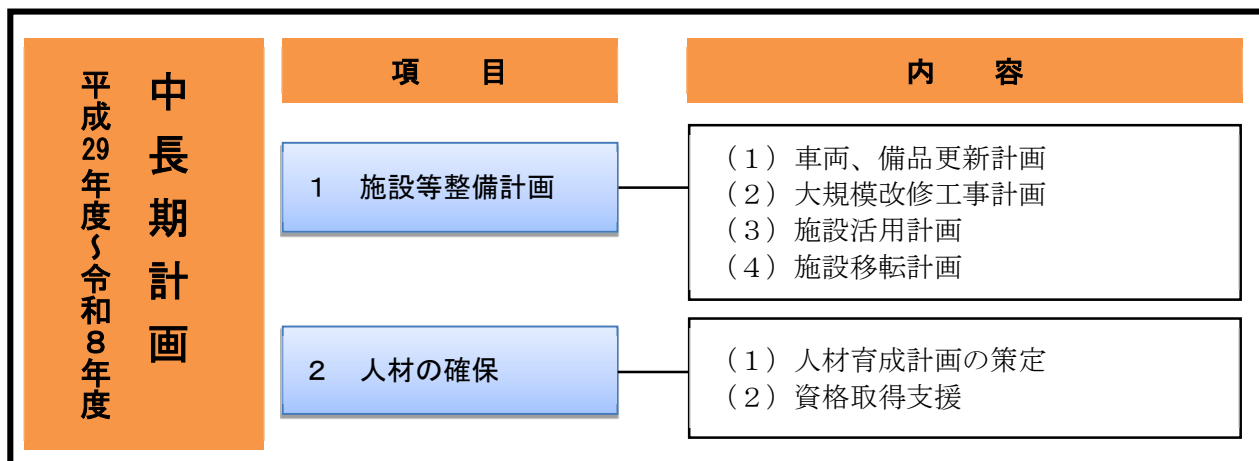 中長期計画
平成29年度～令和８年度
項　　目
内　　容
１　施設等整備計画
（１）車両、備品更新計画
（２）大規模改修工事計画
（３）施設活用計画
（４）施設移転計画
２　人材の確保
（１）人材育成計画の策定
（２）資格取得支援